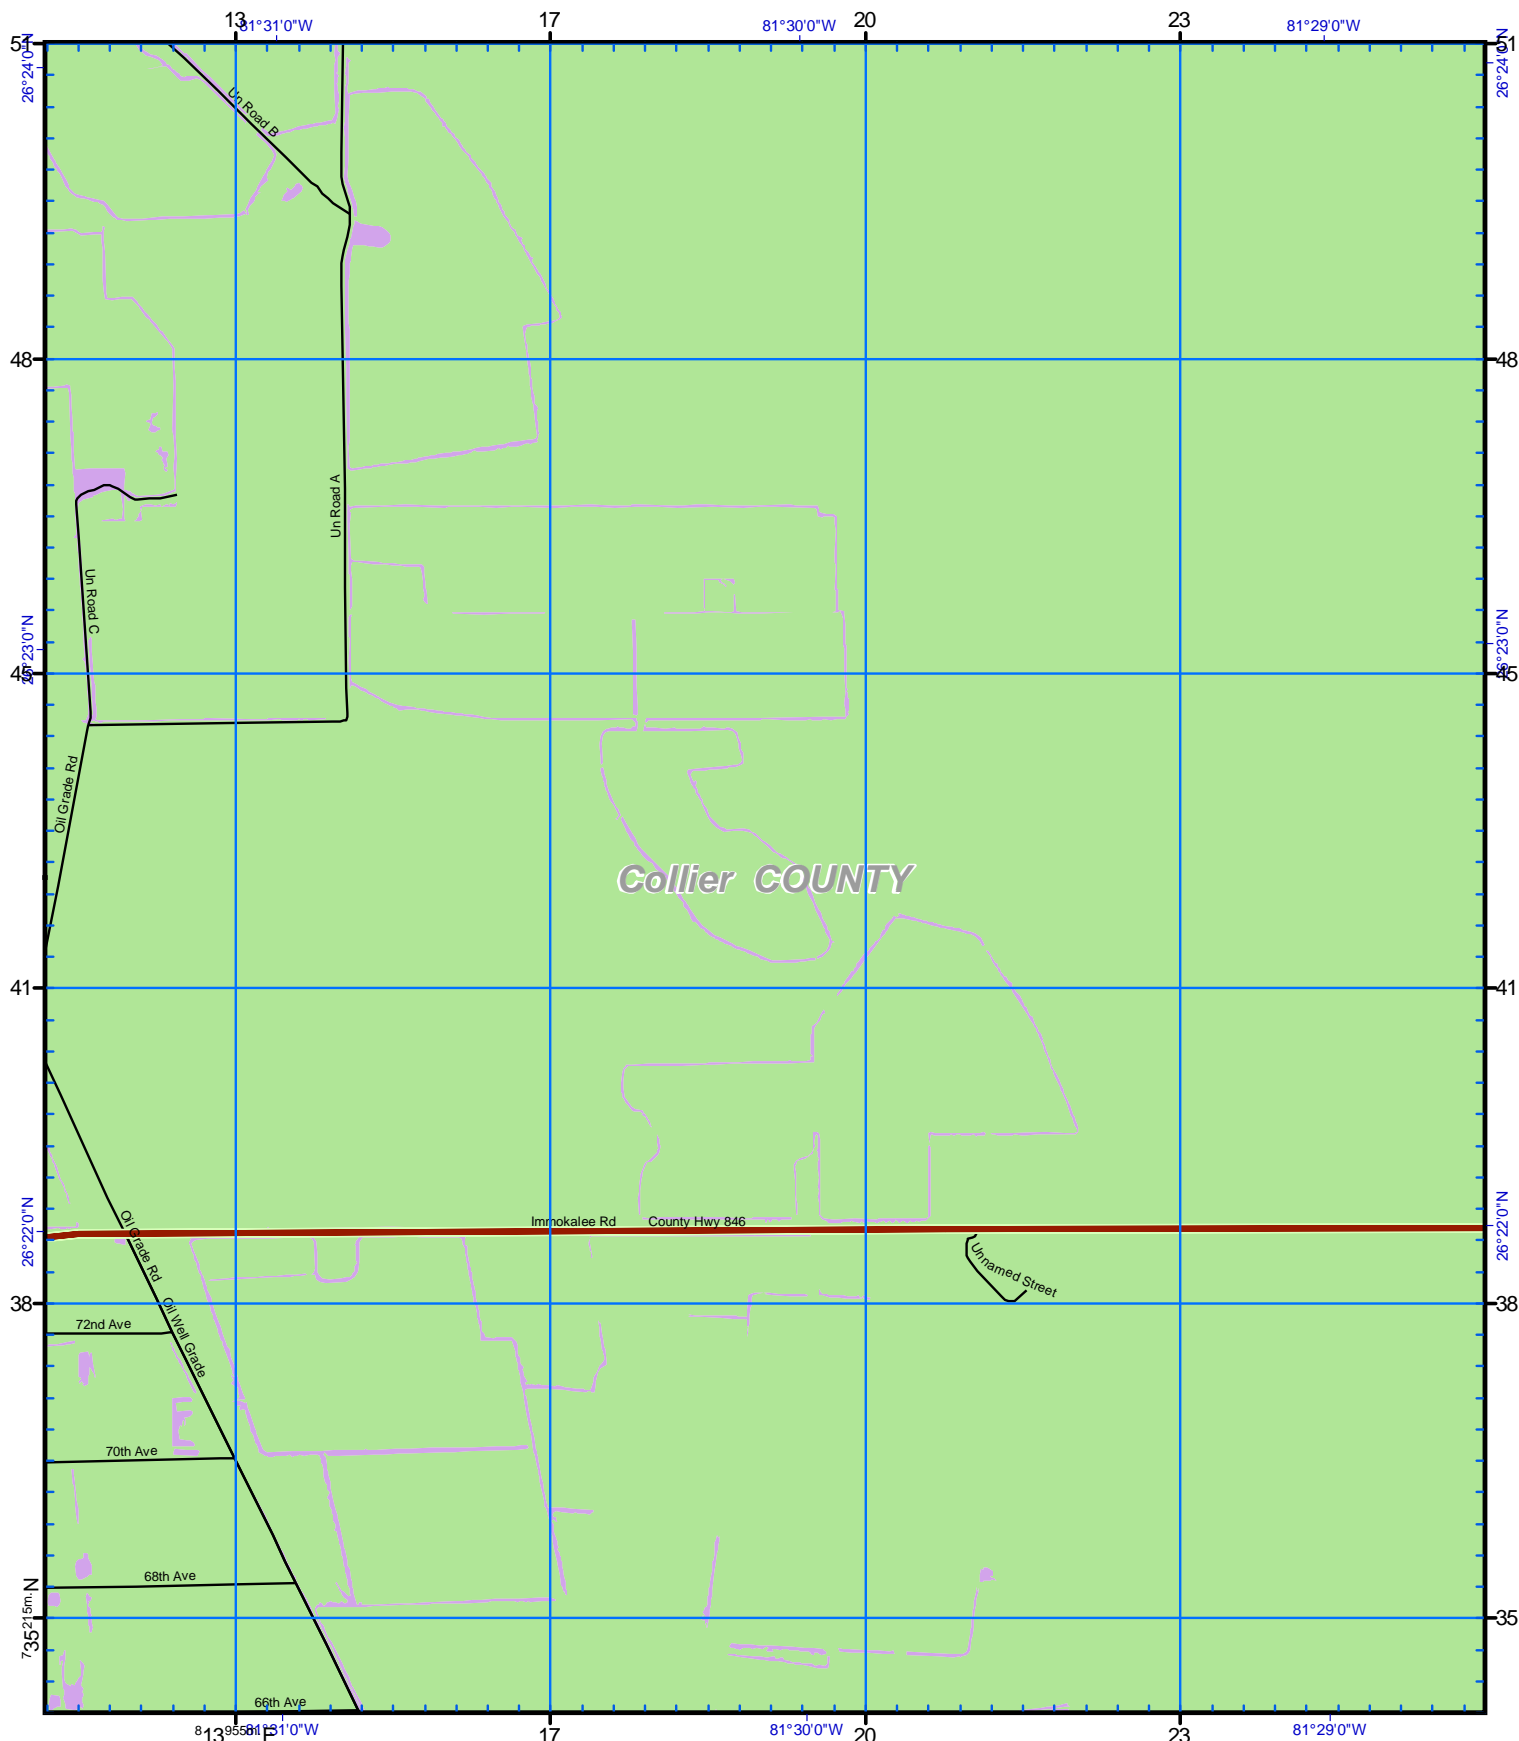 13 17 20 23
81°31'0"W 81°30'0"W 81°29'0"W
51 51
26°24'0"N 26°24'0"N
Un Road B
48 48
Un Road A
Un Road C
26°23'0"N 26°23'0"N
45 45
Oil Grade Rd
Collier COUNTY
41 41
Oil Grade Rd
Immokalee Rd County Hwy 846
26°22'0"N 26°22'0"N
Unnamed Street
38 38
Oil Well Grade
72nd Ave
70th Ave
68th Ave
735215m. N 35
66th Ave
81°31'0"W 17 81°30'0"W 20 23 81°29'0"W